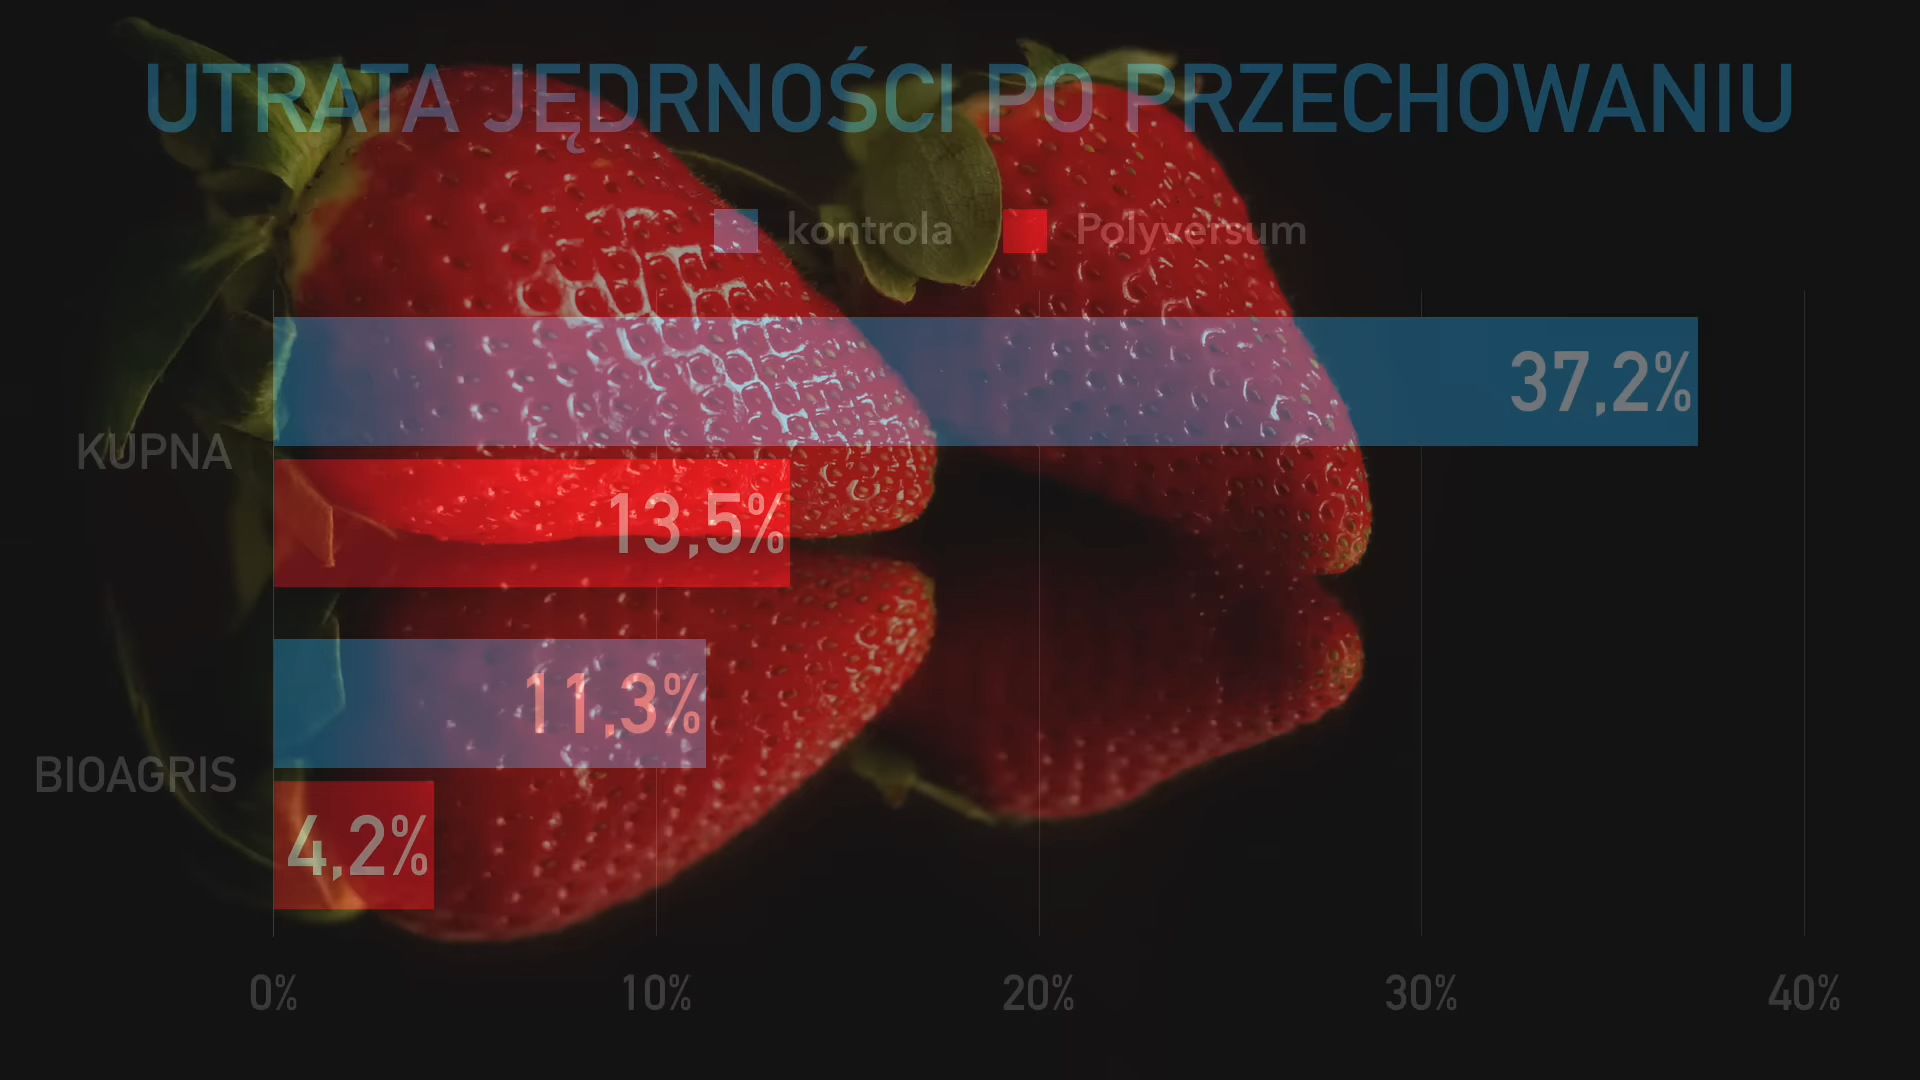 UTRATA JĘDRNOŚCI PO PRZECHOWANIU
kontrola Polyversum
KUPNA
37,2%
13,5%
BIOAGRIS
11,3%
4,2%
0% 10% 20% 30% 40%